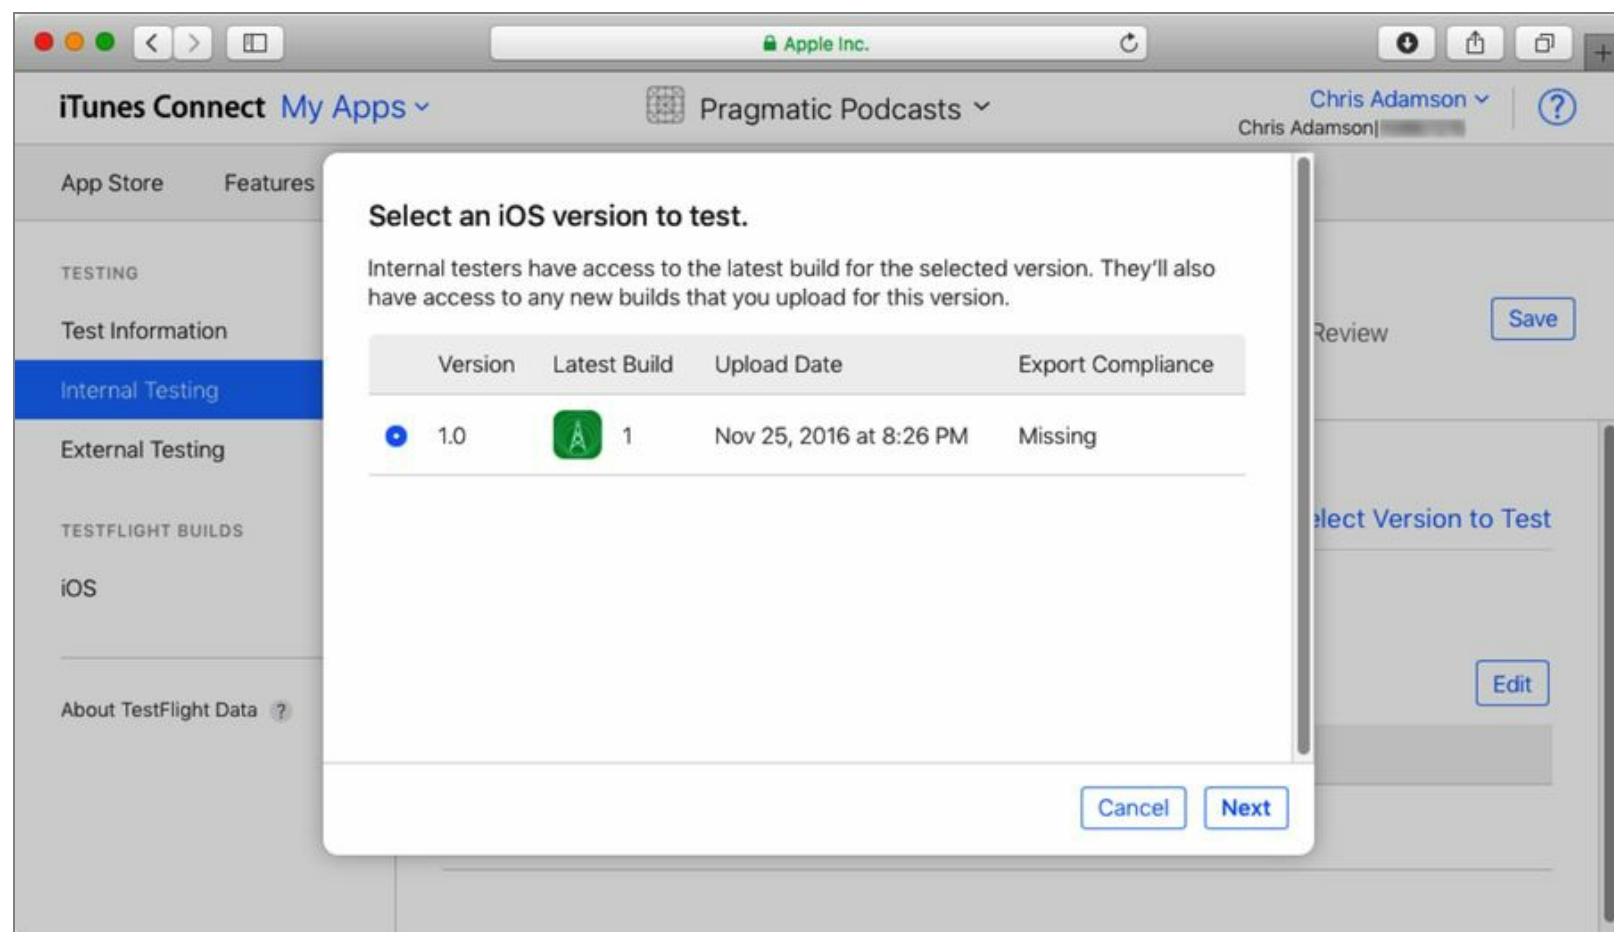 Apple Inc.
iTunes Connect My Apps
Pragmatic Podcasts
Chris Adamson
Chris Adamson|
?
App Store Features
Select an iOS version to test.
Internal testers have access to the latest build for the selected version. They'll also
have access to any new builds that you upload for this version.
Version Latest Build Upload Date Export Compliance
1.0 1 Nov 25, 2016 at 8:26 PM Missing
Cancel Next
TESTING
Test Information
Internal Testing
External Testing
TESTFLIGHT BUILDS
iOS
About TestFlight Data ?
Review
Save
elect Version to Test
Edit